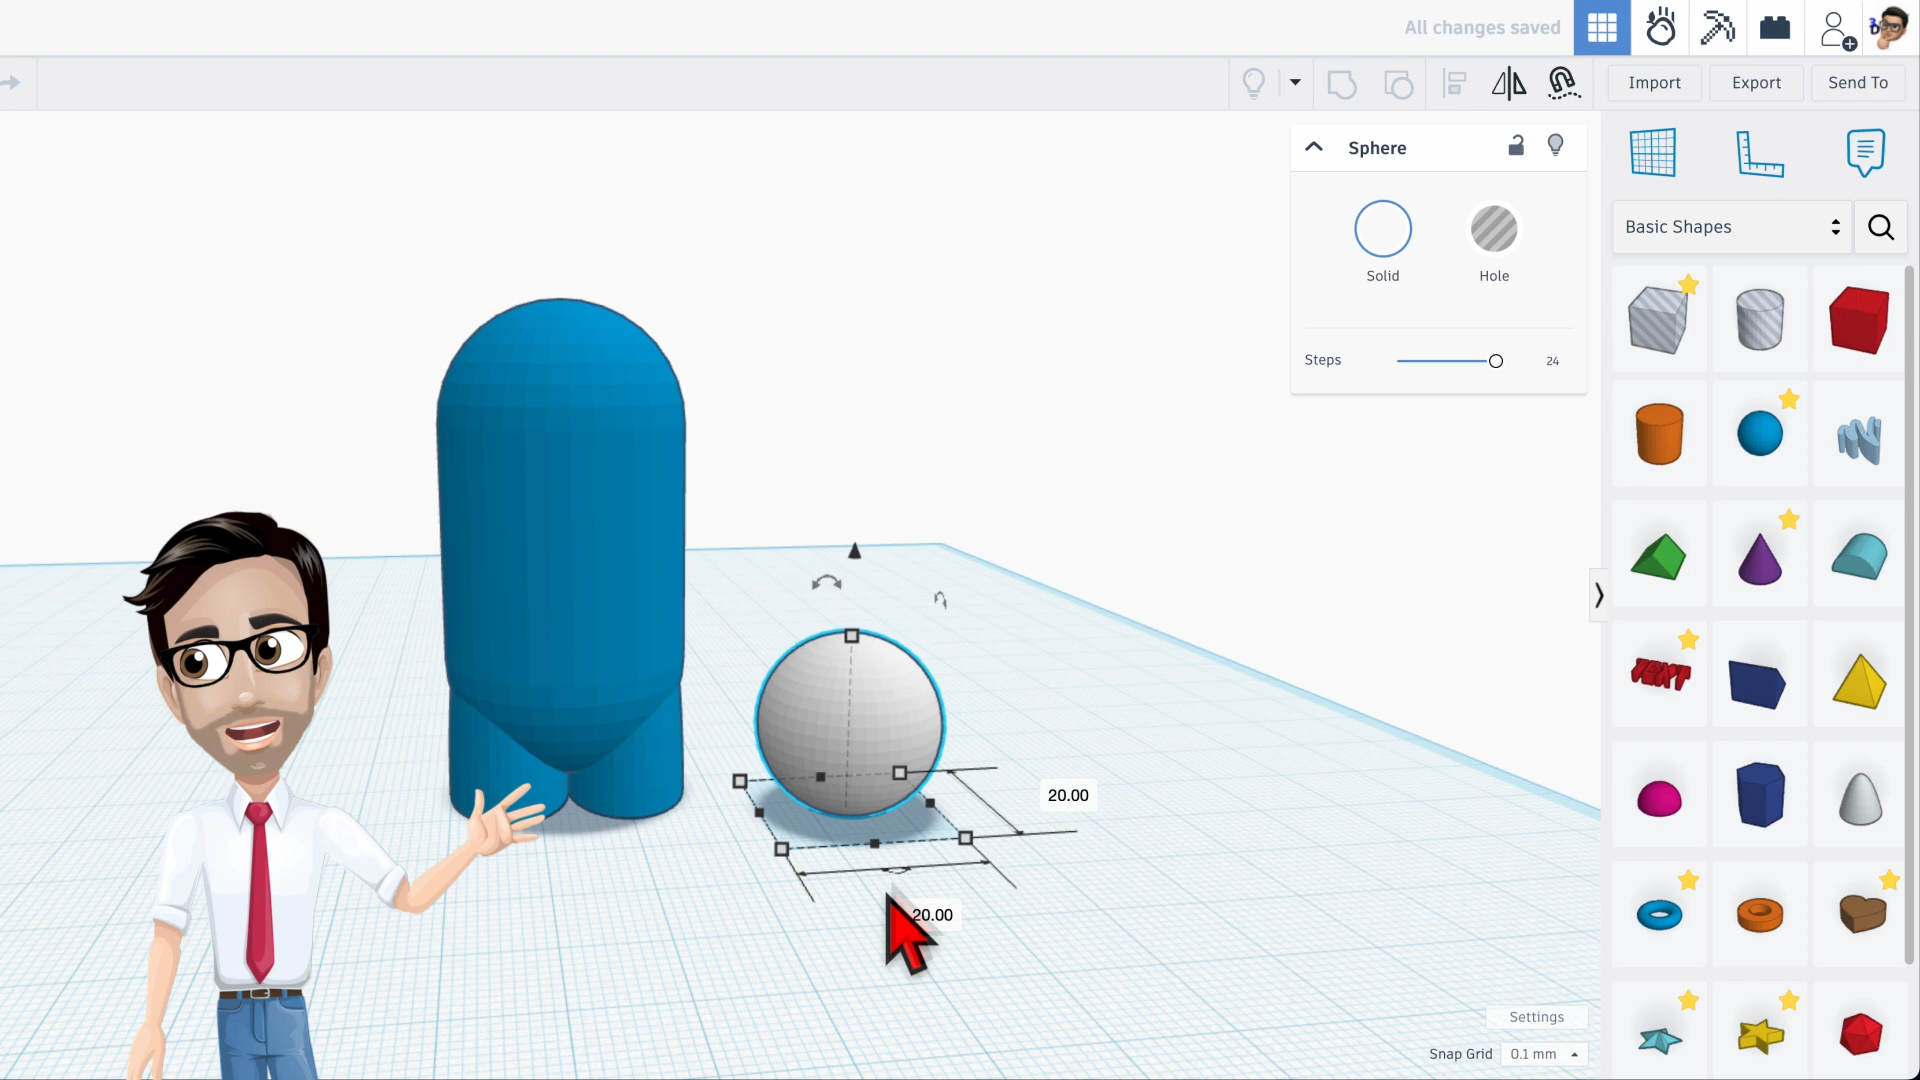 All changes saved
Import
Export
Send To
Sphere
Solid
Hole
Steps
24
Basic Shapes
TEXT
20.00
20.00
Settings
Snap Grid
0.1 mm